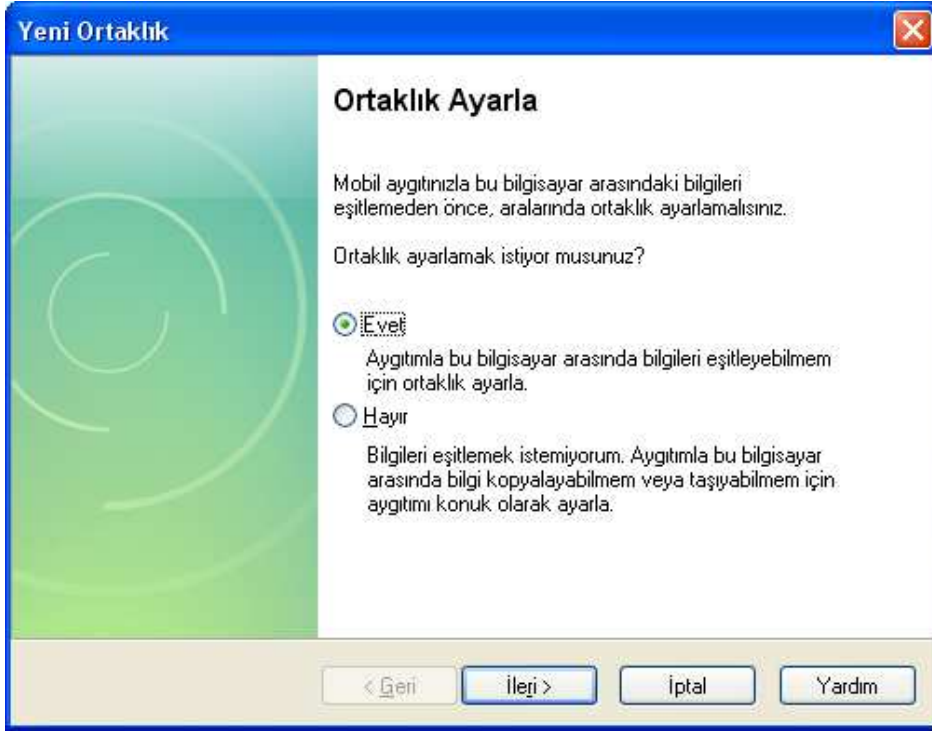 Yeni Ortaklık
Ortaklık Ayarla
Mobil aygıtınızla bu bilgisayar arasındaki bilgileri
eşitlemeden önce, aralarında ortaklık ayarlamalısınız.
Ortaklık ayarlamak istiyor musunuz?
Evet
Aygıtımla bu bilgisayar arasında bilgileri eşitleyebilmem
için ortaklık ayarla.
Hayır
Bilgileri eşitlemek istemiyorum. Aygıtımla bu bilgisayar
arasında bilgi kopyalayabilmem veya taşıyabilmem için
aygıtımı konuk olarak ayarla.
< Geri İleri > İptal Yardım